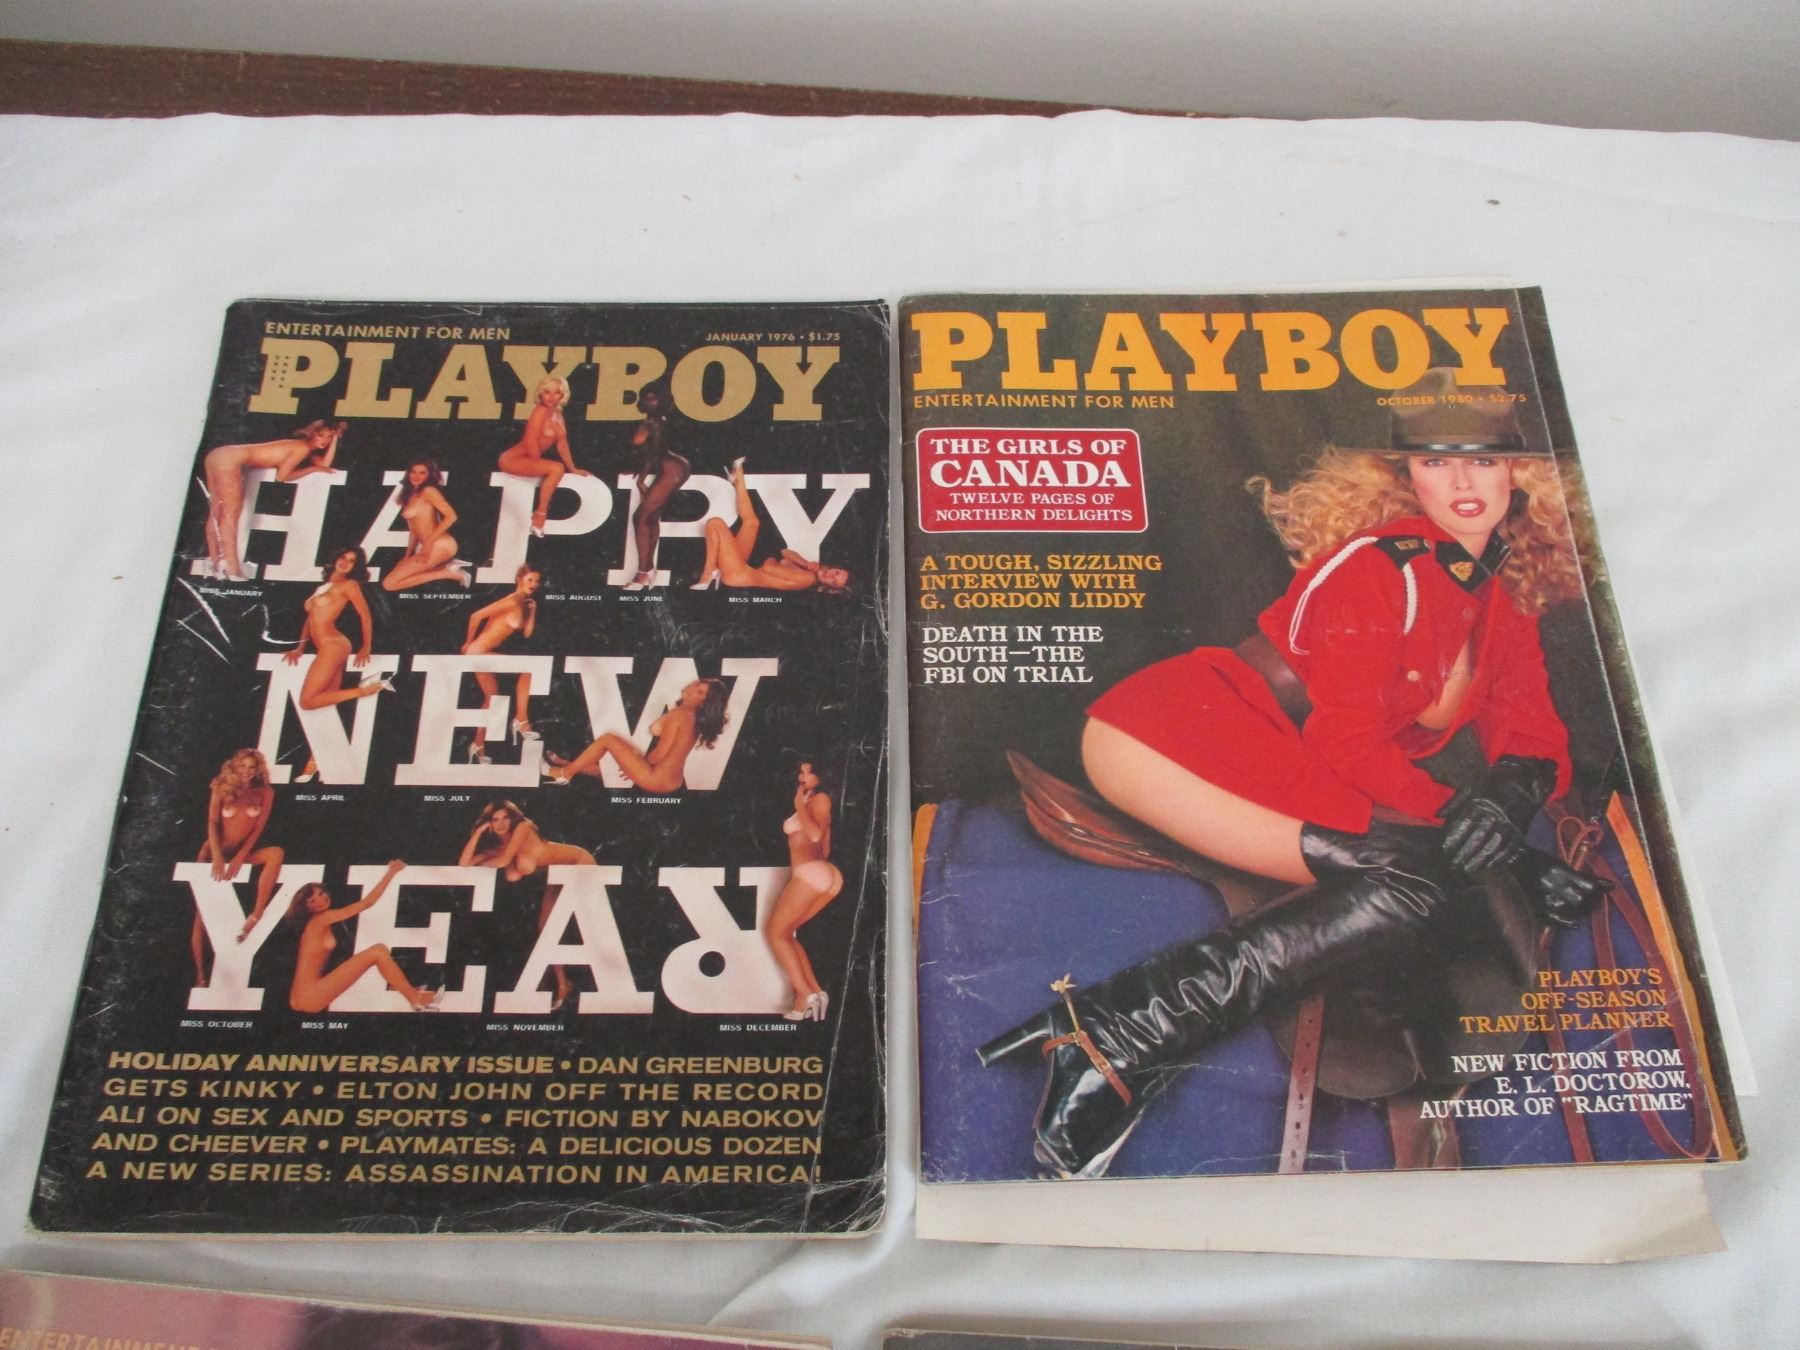 ENTERTAINMENT FOR MEN
JANUARY 1976 • $1.75
PLAYBOY
HAPPY
MISS JANUARY
MISS SEPTEMBER
MISS AUGUST
MISS JUNE
MISS MARCH
NEW
MISS APRIL
MISS JULY
MISS FEBRUARY
YEAR
MISS OCTOBER
MISS MAY
MISS NOVEMBER
MISS DECEMBER
HOLIDAY ANNIVERSARY ISSUE • DAN GREENBURG
GETS KINKY • ELTON JOHN OFF THE RECORD
ALI ON SEX AND SPORTS • FICTION BY NABOKOV
AND CHEEVER • PLAYMATES: A DELICIOUS DOZEN
A NEW SERIES: ASSASSINATION IN AMERICA!
PLAYBOY
ENTERTAINMENT FOR MEN
OCTOBER 1980 • $2.75
THE GIRLS OF
CANADA
TWELVE PAGES OF
NORTHERN DELIGHTS
A TOUGH, SIZZLING
INTERVIEW WITH
G. GORDON LIDDY
DEATH IN THE
SOUTH—THE
FBI ON TRIAL
PLAYBOY'S
OFF-SEASON
TRAVEL PLANNER
NEW FICTION FROM
E. L. DOCTOROW,
AUTHOR OF "RAGTIME"
ENTERTAINMENT